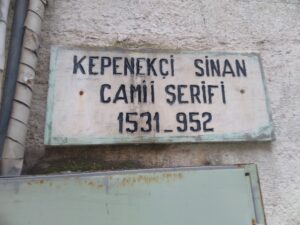 KEPENEKÇİ SİNAN
CAMİİ ŞERİFİ
1531_952